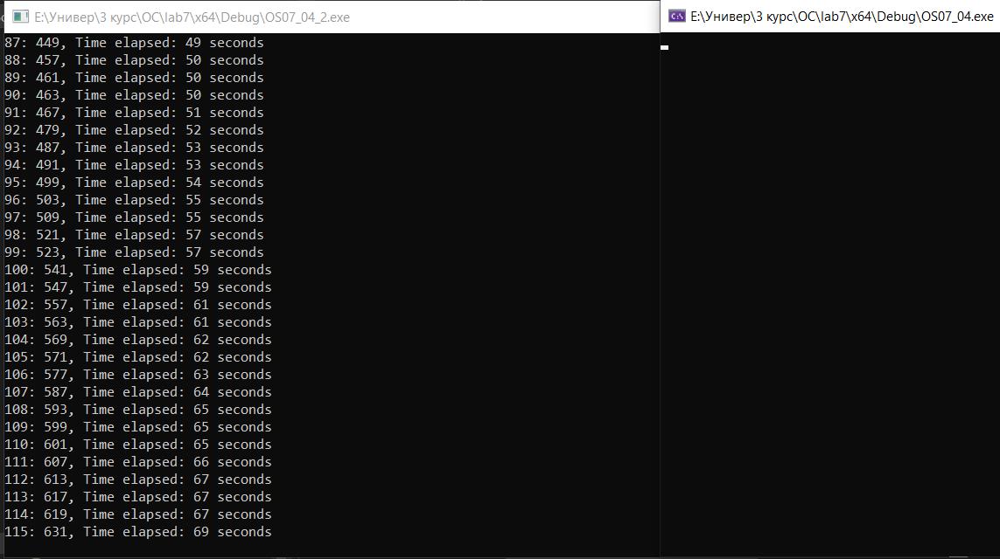 E:\Универ\3 курс\ОС\lab7\x64\Debug\OS07_04_2.exe
87: 449, Time elapsed: 49 seconds
88: 457, Time elapsed: 50 seconds
89: 461, Time elapsed: 50 seconds
90: 463, Time elapsed: 50 seconds
91: 467, Time elapsed: 51 seconds
92: 479, Time elapsed: 52 seconds
93: 487, Time elapsed: 53 seconds
94: 491, Time elapsed: 53 seconds
95: 499, Time elapsed: 54 seconds
96: 503, Time elapsed: 55 seconds
97: 509, Time elapsed: 55 seconds
98: 521, Time elapsed: 57 seconds
99: 523, Time elapsed: 57 seconds
100: 541, Time elapsed: 59 seconds
101: 547, Time elapsed: 59 seconds
102: 557, Time elapsed: 61 seconds
103: 563, Time elapsed: 61 seconds
104: 569, Time elapsed: 62 seconds
105: 571, Time elapsed: 62 seconds
106: 577, Time elapsed: 63 seconds
107: 587, Time elapsed: 64 seconds
108: 593, Time elapsed: 65 seconds
109: 599, Time elapsed: 65 seconds
110: 601, Time elapsed: 65 seconds
111: 607, Time elapsed: 66 seconds
112: 613, Time elapsed: 67 seconds
113: 617, Time elapsed: 67 seconds
114: 619, Time elapsed: 67 seconds
115: 631, Time elapsed: 69 seconds
E:\Универ\3 курс\ОС\lab7\x64\Debug\OS07_04.exe